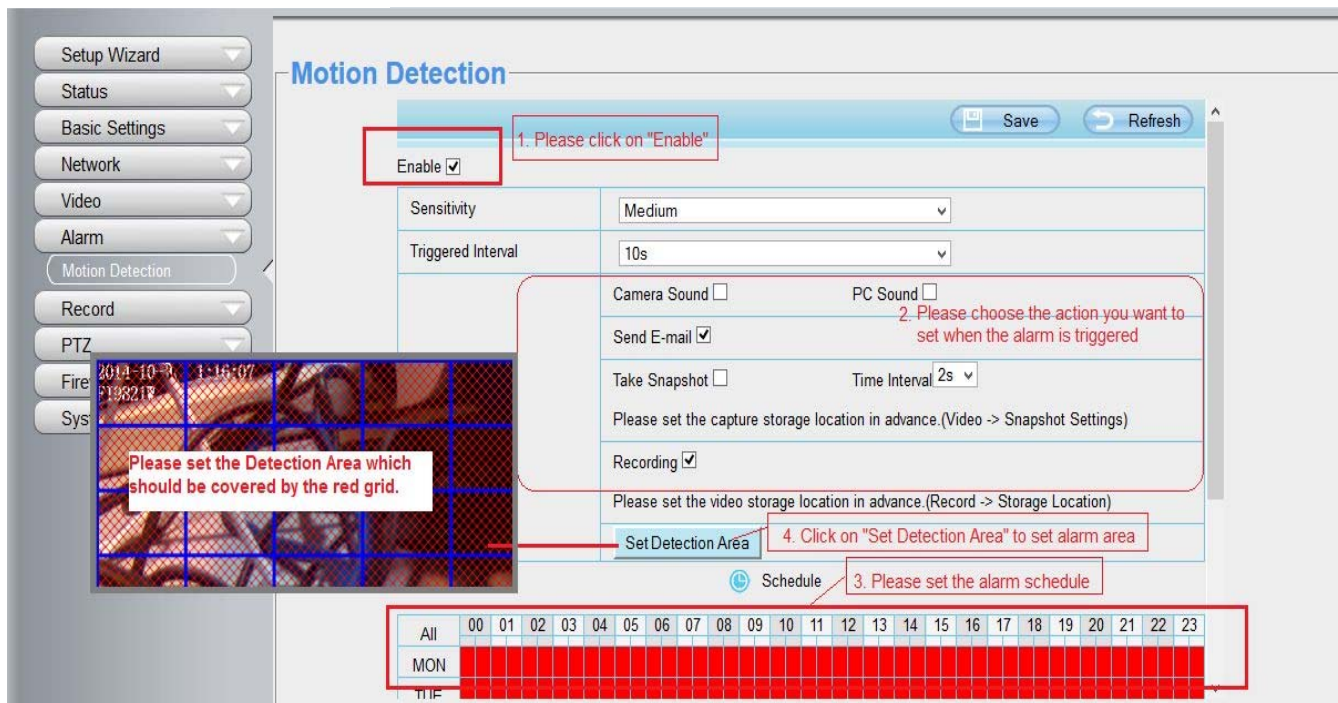 Setup Wizard
Status
Basic Settings
Network
Video
Alarm
Motion Detection
Record
PTZ
Fire
Sys
Motion Detection
Save
Refresh
1. Please click on "Enable"
Enable
Sensitivity
Medium
Triggered Interval
10s
Camera Sound
PC Sound
2. Please choose the action you want to
set when the alarm is triggered
Send E-mail
Take Snapshot
Time Interval 2s
Please set the capture storage location in advance.(Video -> Snapshot Settings)
Recording
Please set the video storage location in advance.(Record -> Storage Location)
Set Detection Area
4. Click on "Set Detection Area" to set alarm area
Schedule
3. Please set the alarm schedule
1:16:07
FI9821W
Please set the Detection Area which
should be covered by the red grid.
All 00 01 02 03 04 05 06 07 08 09 10 11 12 13 14 15 16 17 18 19 20 21 22 23
MON
TUE